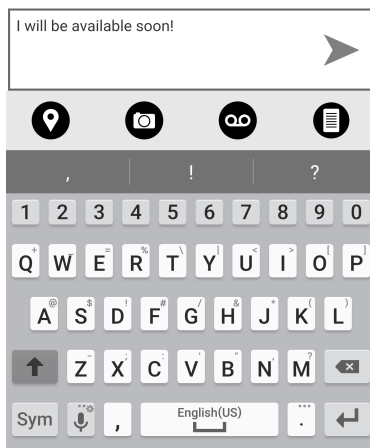 I will be available soon!
, ! ?
1 2 3 4 5 6 7 8 9 0
+ _ = % \ | < > [ ]
Q W E R T Y U I O P
@ $ ! # / & * ( )
A S D F G H J K L
- ' : ; " , ?
Z X C V B N M
Sym , English(US) .